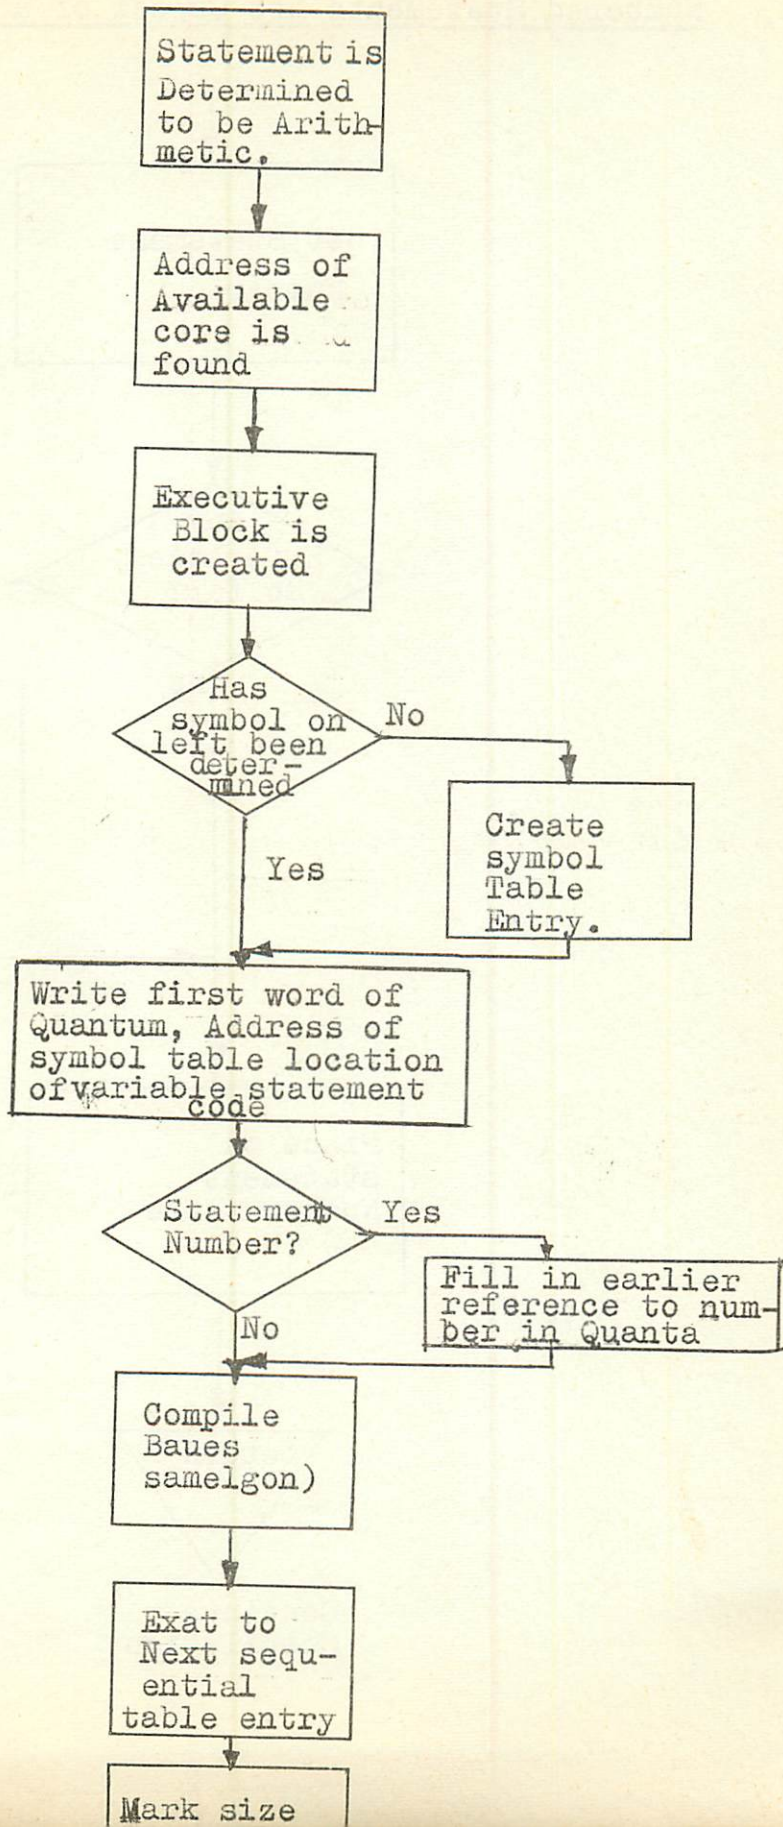 Statement is
Determined
to be Arith-
metic.
Address of
Available
core is
found
Executive
Block is
created
Has
symbol on
left been
deter-
mined
No
Yes
Create
symbol
Table
Entry.
Write first word of
Quantum, Address of
symbol table location
ofvariable, statement
code
Statement
Number?
Yes
No
Fill in earlier
reference to num-
ber in Quanta
Compile
Baues
samelgon)
Exat to
Next sequ-
ential
table entry
Mark size